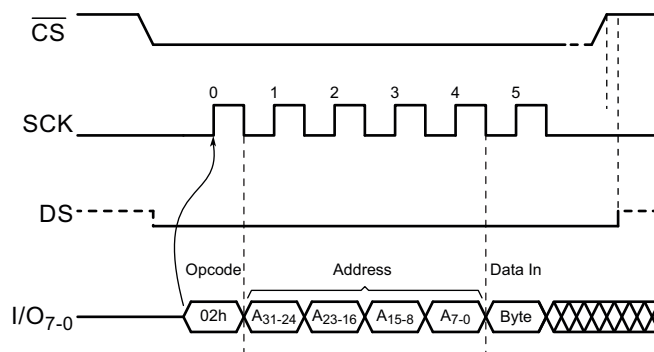 CS
0 1 2 3 4 5
SCK
DS
Opcode Address Data In
I/O7-0 02h A31-24 A23-16 A15-8 A7-0 Byte